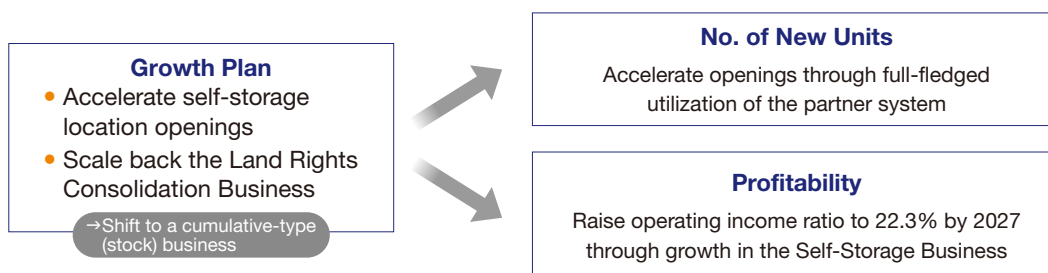 Growth Plan
• Accelerate self-storage
location openings
• Scale back the Land Rights
Consolidation Business
→Shift to a cumulative-type
(stock) business
No. of New Units
Accelerate openings through full-fledged
utilization of the partner system
Profitability
Raise operating income ratio to 22.3% by 2027
through growth in the Self-Storage Business